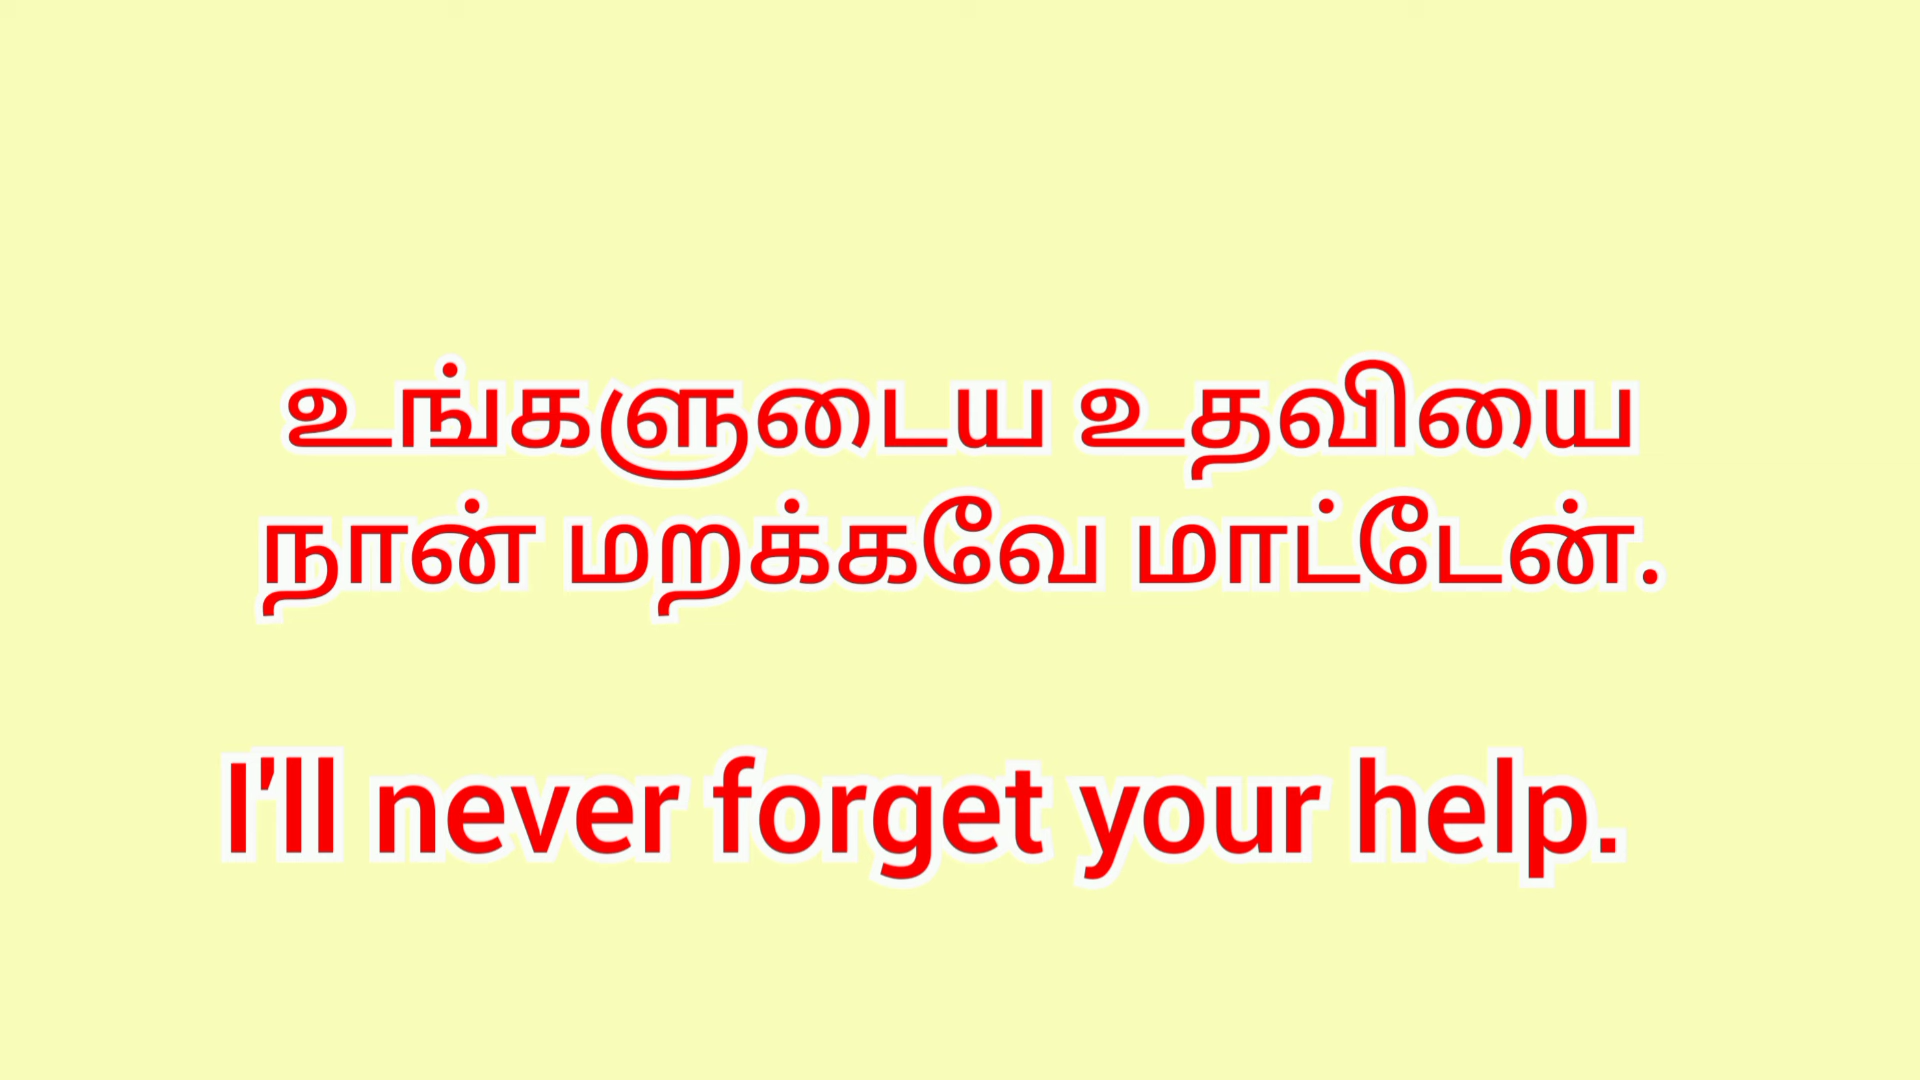 உங்களுடைய உதவியை
நான் மறக்கவே மாட்டேன்.
I'll never forget your help.